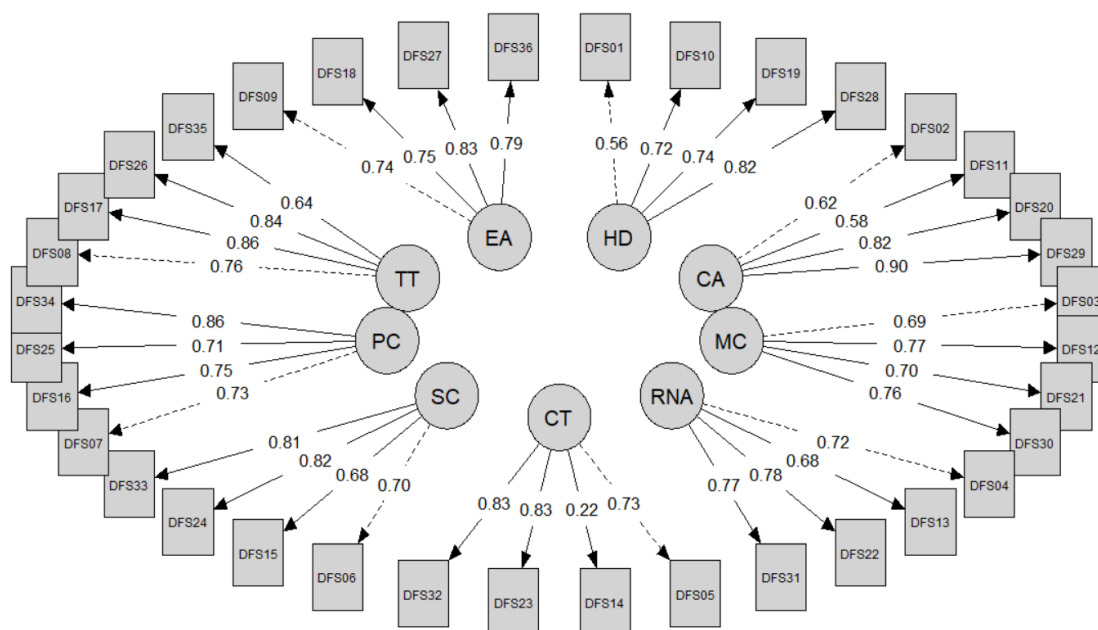 DFS36
DFS01
DFS27
DFS10
DFS18
DFS19
DFS09
DFS28
DFS35
DFS02
DFS26
DFS11
DFS17
DFS20
DFS08
DFS29
DFS34
DFS03
DFS25
DFS12
DFS16
DFS21
DFS07
DFS30
DFS33
DFS04
DFS24
DFS13
DFS15
DFS22
DFS06
DFS31
DFS32
DFS05
DFS23
DFS14
0.74
0.75
0.83
0.79
0.56
0.72
0.74
0.82
0.64
0.84
0.86
0.76
0.62
0.58
0.82
0.90
0.86
0.71
0.75
0.73
0.69
0.77
0.70
0.76
0.81
0.82
0.68
0.70
0.83
0.83
0.22
0.73
0.72
0.68
0.78
0.77
EA
HD
TT
CA
PC
MC
SC
CT
RNA